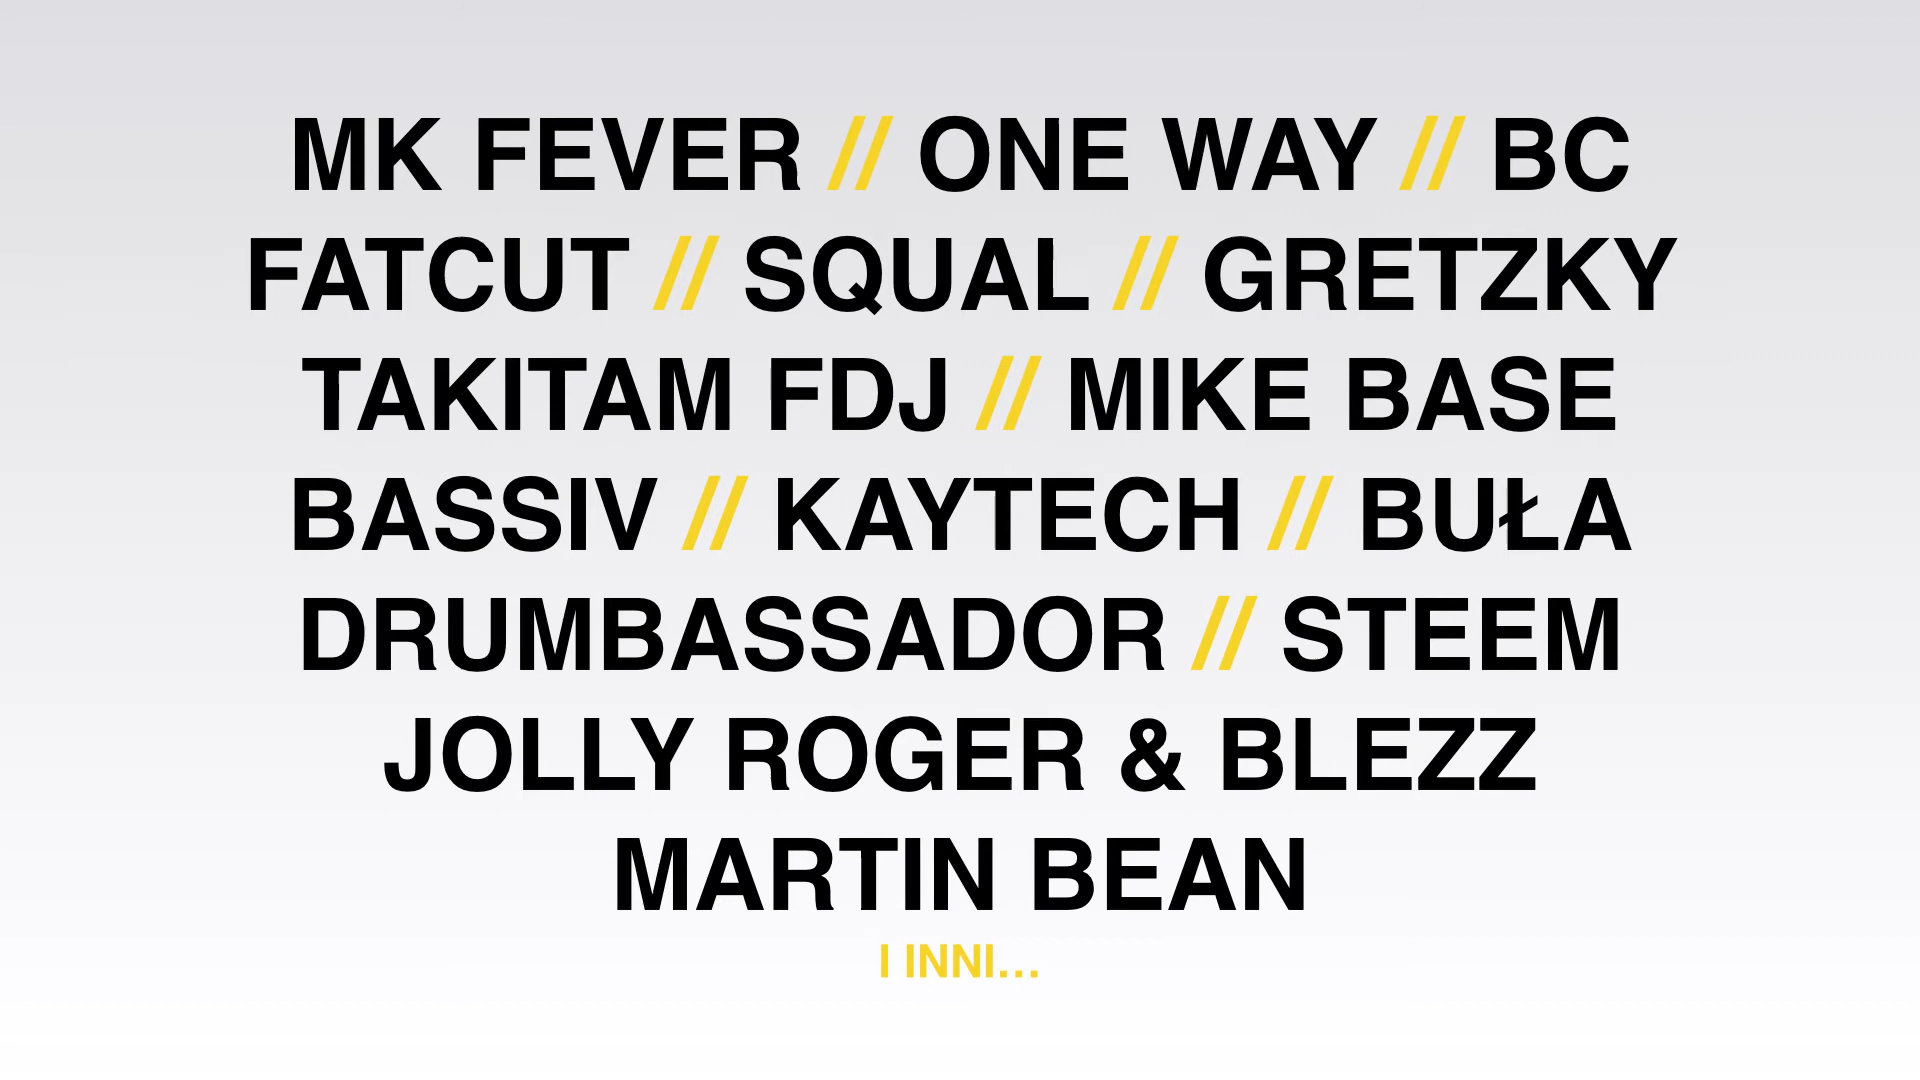 MK FEVER // ONE WAY // BC
FATCUT // SQUAL // GRETZKY
TAKITAM FDJ // MIKE BASE
BASSIV // KAYTECH // BUŁA
DRUMBASSADOR // STEEM
JOLLY ROGER & BLEZZ
MARTIN BEAN
I INNI...